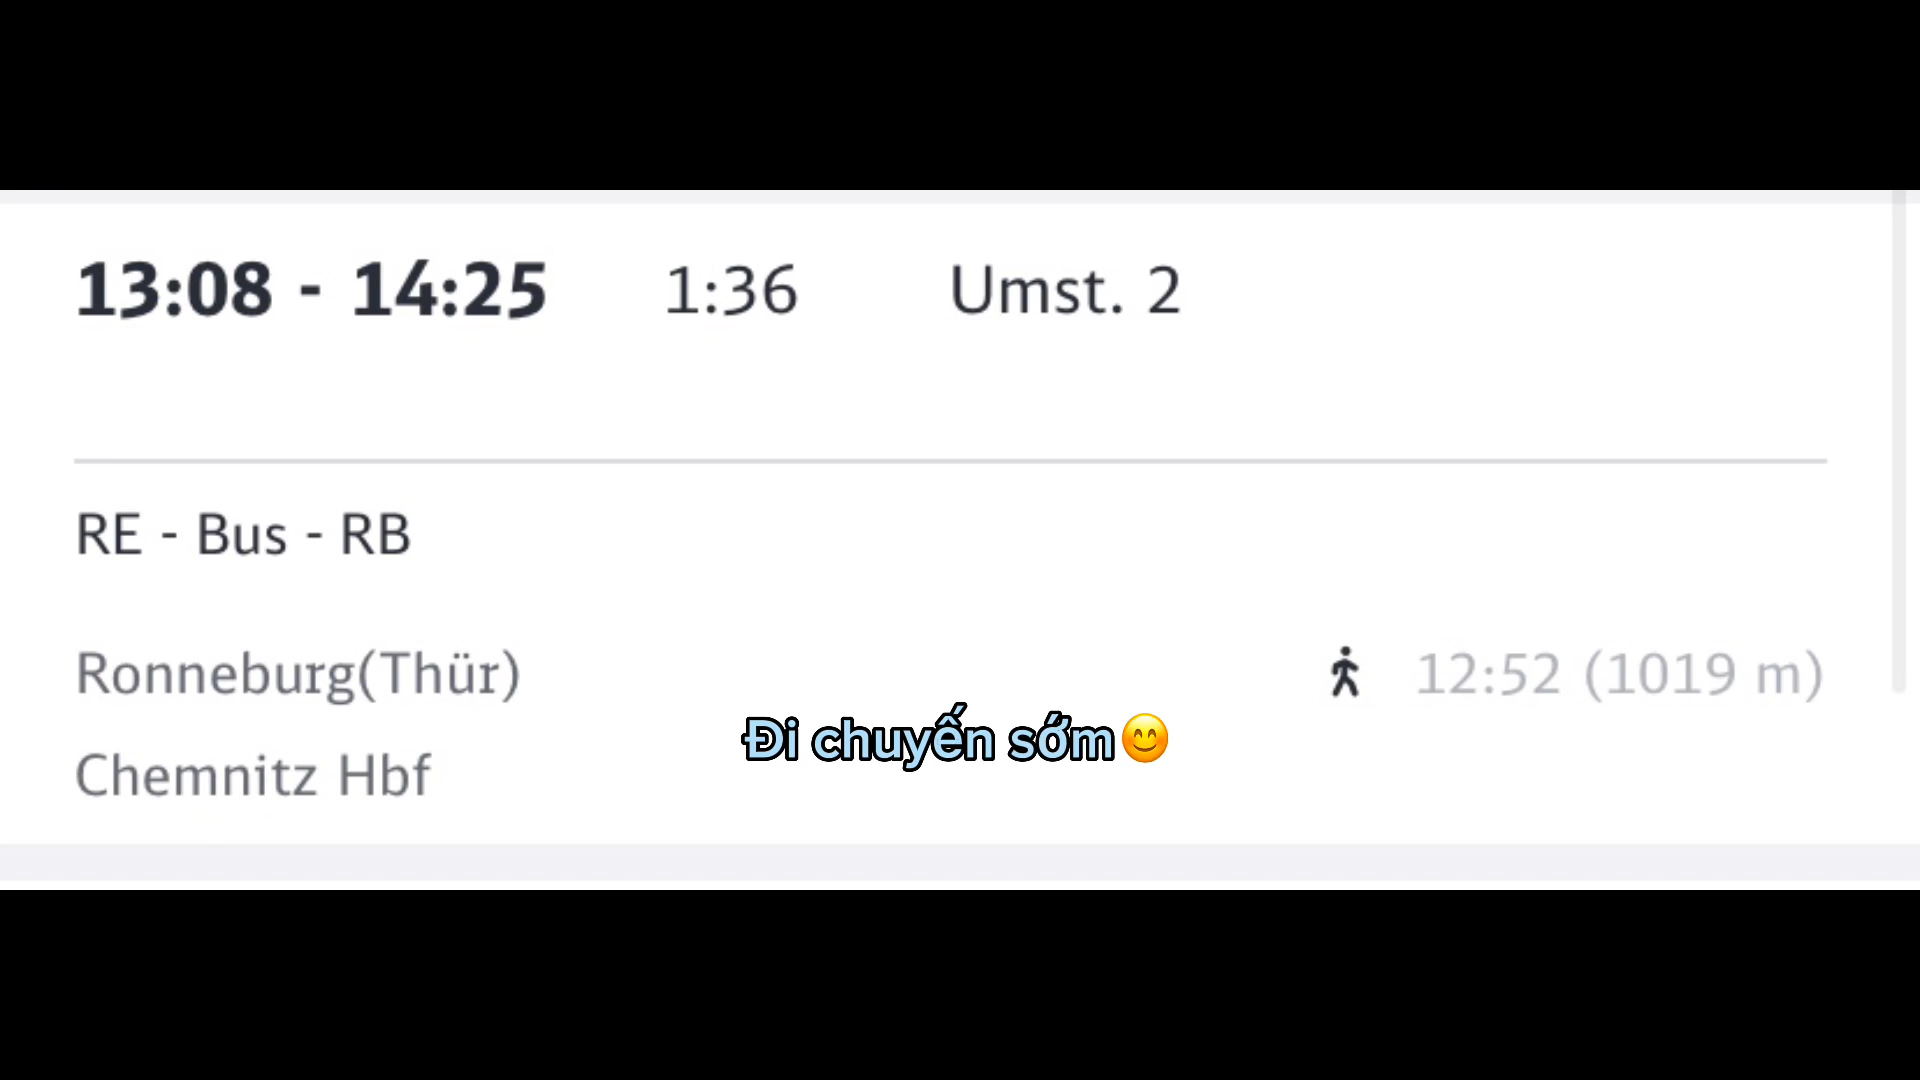 13:08 - 14:25 1:36 Umst. 2
RE - Bus - RB
Ronneburg(Thür) 12:52 (1019 m)
Đi chuyến sớm😊
Chemnitz Hbf